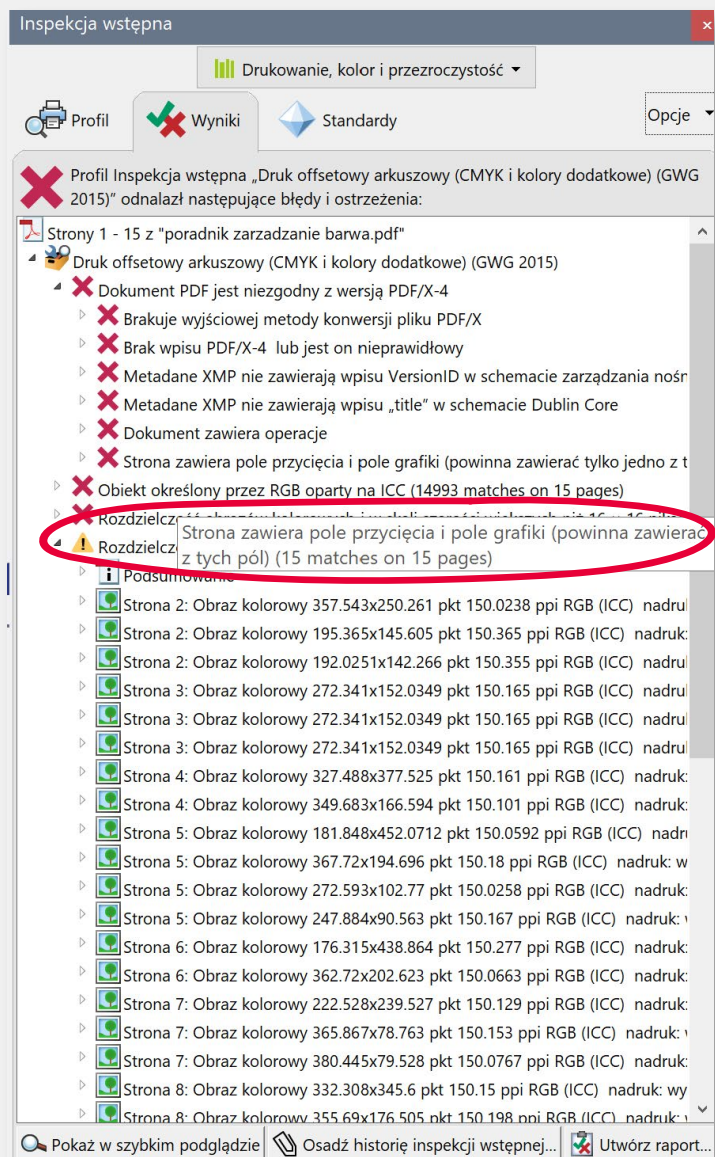 Inspekcja wstępna
Drukowanie, kolor i przezroczystość
Profil
Wyniki
Standardy
Opcje
Profil Inspekcja wstępna „Druk offsetowy arkuszowy (CMYK i kolory dodatkowe) (GWG
2015)” odnalazł następujące błędy i ostrzeżenia:
Strony 1 - 15 z "poradnik zarzadzanie barwa.pdf"
Druk offsetowy arkuszowy (CMYK i kolory dodatkowe) (GWG 2015)
Dokument PDF jest niezgodny z wersją PDF/X-4
Brakuje wyjściowej metody konwersji pliku PDF/X
Brak wpisu PDF/X-4 lub jest on nieprawidłowy
Metadane XMP nie zawierają wpisu VersionID w schemacie zarządzania nośn
Metadane XMP nie zawierają wpisu „title” w schemacie Dublin Core
Dokument zawiera operacje
Strona zawiera pole przycięcia i pole grafiki (powinna zawierać tylko jedno z t
Obiekt określony przez RGB oparty na ICC (14993 matches on 15 pages)
Strona zawiera pole przycięcia i pole grafiki (powinna zawierać
Rozdzielcz
z tych pól) (15 matches on 15 pages)
Podsumowanie
Strona 2: Obraz kolorowy 357.543x250.261 pkt 150.0238 ppi RGB (ICC) nadruk
Strona 2: Obraz kolorowy 195.365x145.605 pkt 150.365 ppi RGB (ICC) nadruk:
Strona 2: Obraz kolorowy 192.0251x142.266 pkt 150.355 ppi RGB (ICC) nadruk
Strona 3: Obraz kolorowy 272.341x152.0349 pkt 150.165 ppi RGB (ICC) nadruk
Strona 3: Obraz kolorowy 272.341x152.0349 pkt 150.165 ppi RGB (ICC) nadruk
Strona 3: Obraz kolorowy 272.341x152.0349 pkt 150.165 ppi RGB (ICC) nadruk
Strona 4: Obraz kolorowy 327.488x377.525 pkt 150.161 ppi RGB (ICC) nadruk:
Strona 4: Obraz kolorowy 349.683x166.594 pkt 150.101 ppi RGB (ICC) nadruk:
Strona 5: Obraz kolorowy 181.848x452.0712 pkt 150.0592 ppi RGB (ICC) nadru
Strona 5: Obraz kolorowy 367.72x194.696 pkt 150.18 ppi RGB (ICC) nadruk: w
Strona 5: Obraz kolorowy 272.593x102.77 pkt 150.0258 ppi RGB (ICC) nadruk:
Strona 5: Obraz kolorowy 247.884x90.563 pkt 150.167 ppi RGB (ICC) nadruk:
Strona 6: Obraz kolorowy 176.315x438.864 pkt 150.277 ppi RGB (ICC) nadruk:
Strona 6: Obraz kolorowy 362.72x202.623 pkt 150.0663 ppi RGB (ICC) nadruk:
Strona 7: Obraz kolorowy 222.528x239.527 pkt 150.129 ppi RGB (ICC) nadruk:
Strona 7: Obraz kolorowy 365.867x78.763 pkt 150.153 ppi RGB (ICC) nadruk:
Strona 7: Obraz kolorowy 380.445x79.528 pkt 150.0767 ppi RGB (ICC) nadruk:
Strona 8: Obraz kolorowy 332.308x345.6 pkt 150.15 ppi RGB (ICC) nadruk: wy
Strona 8: Obraz kolorowy 355.69x176.505 pkt 150.198 ppi RGB (ICC) nadruk:
Pokaż w szybkim podglądzie
Osadź historię inspekcji wstępnej...
Utwórz raport...